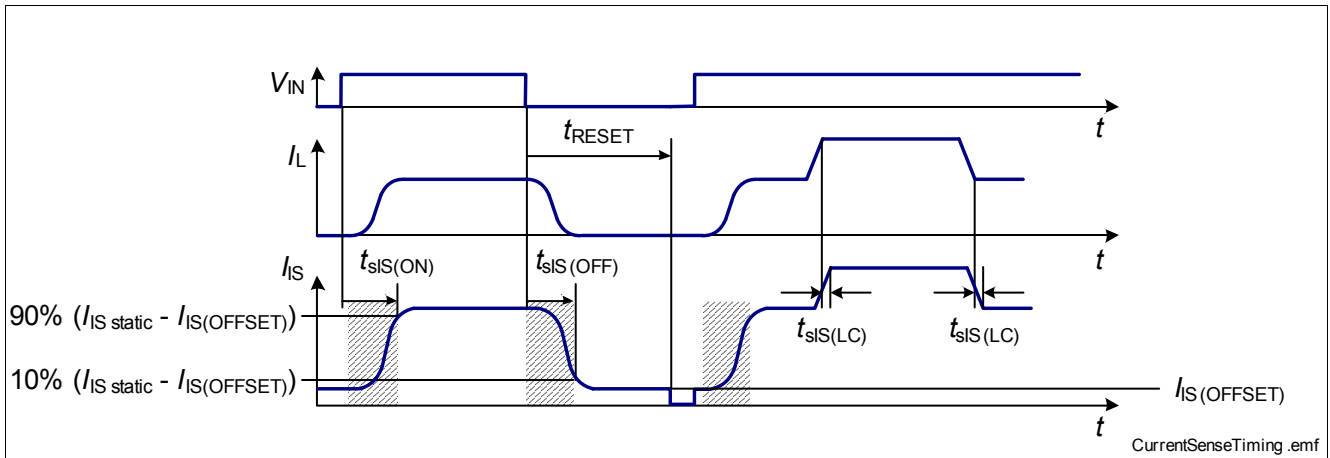 V_IN
t
t_RESET
I_L
t
I_IS
t_sIS(ON)
t_sIS(OFF)
90% (I_IS static - I_IS(OFFSET))
t_sIS(LC)
t_sIS(LC)
10% (I_IS static - I_IS(OFFSET))
I_IS(OFFSET)
t
CurrentSenseTiming .emf